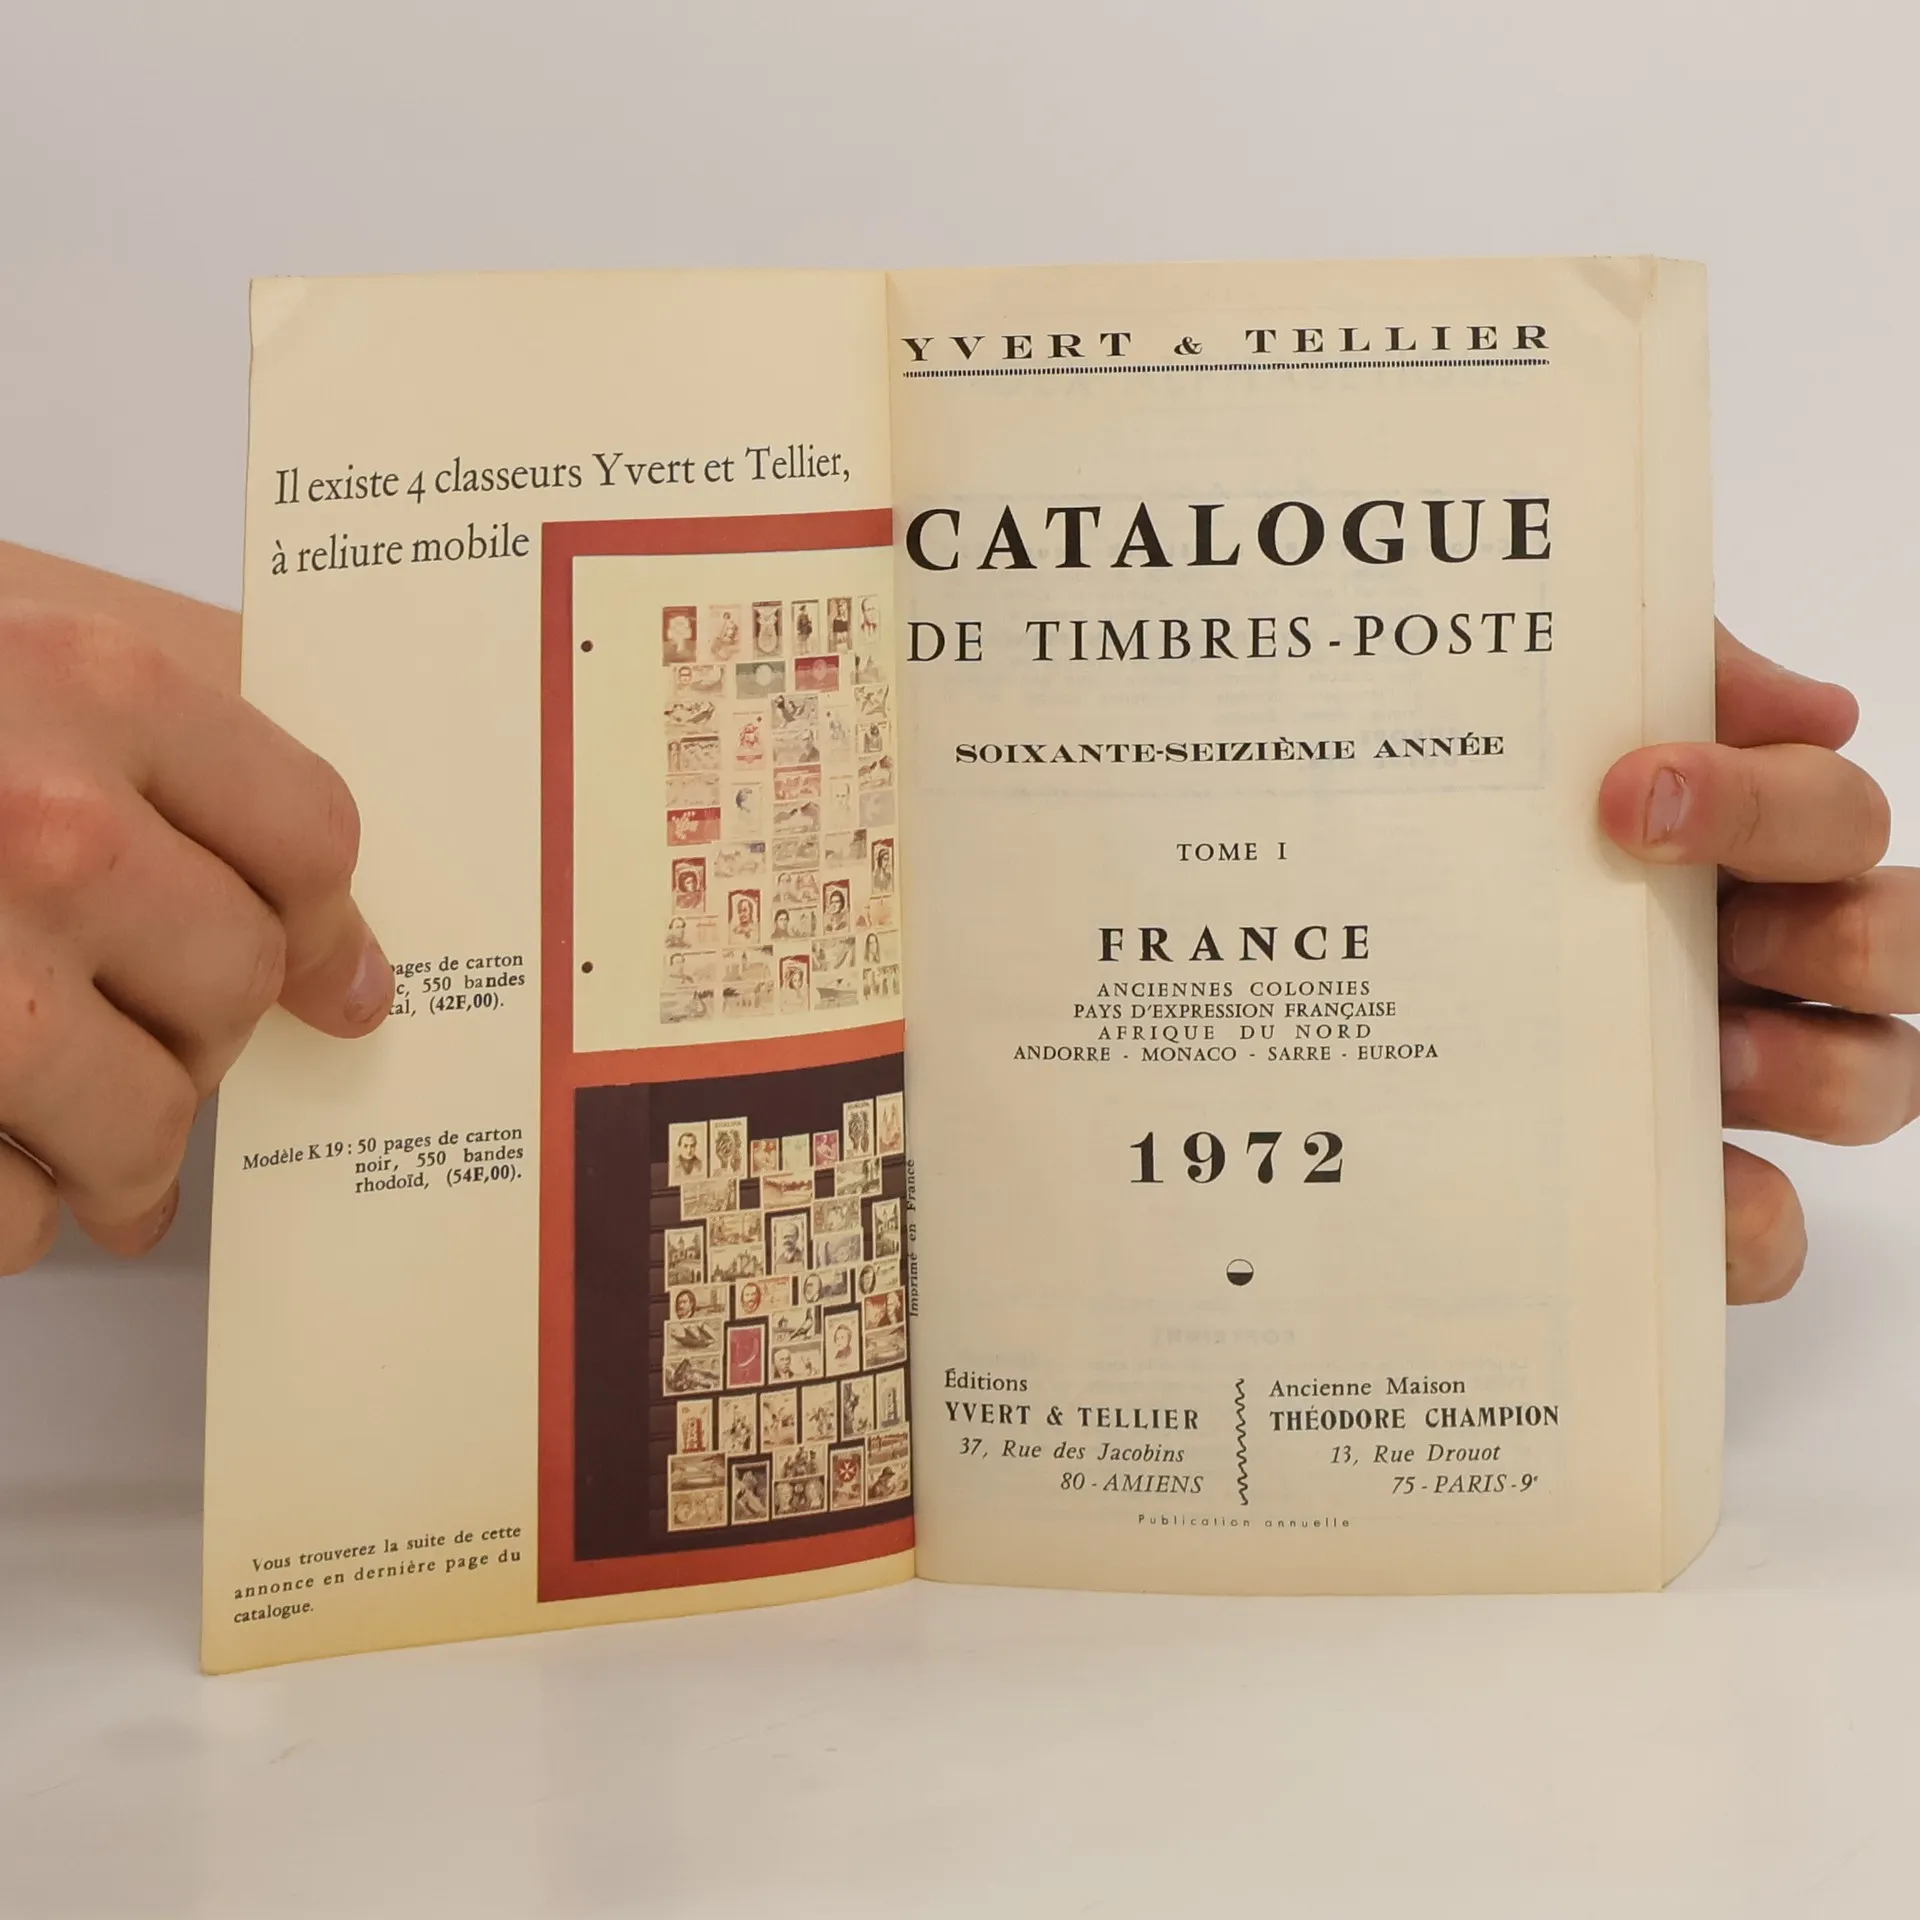 Il existe 4 classeurs Yvert et Tellier,
à reliure mobile
pages de carton
550 bandes
(42F,00).
Modèle K 19 : 50 pages de carton
noir, 550 bandes
rhodoïd, (54F,00).
Vous trouverez la suite de cette
annonce en dernière page du
catalogue.
Imprimé en France
YVERT & TELLIER
CATALOGUE
DE TIMBRES-POSTE
SOIXANTE-SEIZIÈME ANNÉE
TOME I
FRANCE
ANCIENNES COLONIES
PAYS D'EXPRESSION FRANÇAISE
AFRIQUE DU NORD
ANDORRE - MONACO - SARRE - EUROPA
1972
Éditions
YVERT & TELLIER
37, Rue des Jacobins
80 - AMIENS
Ancienne Maison
THÉODORE CHAMPION
13, Rue Drouot
75 - PARIS - 9e
Publication annuelle